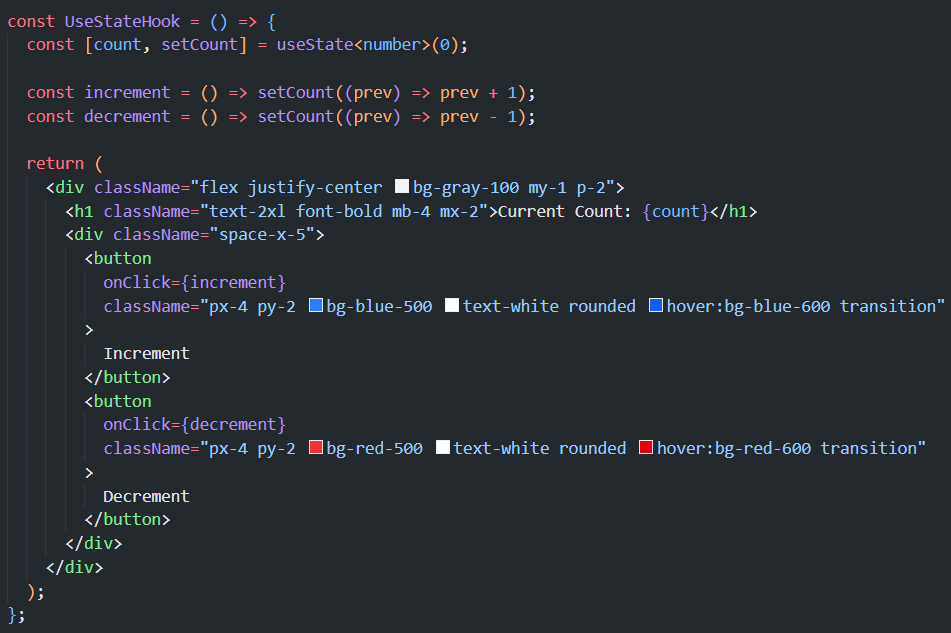 const UseStateHook = () => {
  const [count, setCount] = useState<number>(0);

  const increment = () => setCount((prev) => prev + 1);
  const decrement = () => setCount((prev) => prev - 1);

  return (
    <div className="flex justify-center bg-gray-100 my-1 p-2">
      <h1 className="text-2xl font-bold mb-4 mx-2">Current Count: {count}</h1>
      <div className="space-x-5">
        <button
          onClick={increment}
          className="px-4 py-2 bg-blue-500 text-white rounded hover:bg-blue-600 transition"
        >
          Increment
        </button>
        <button
          onClick={decrement}
          className="px-4 py-2 bg-red-500 text-white rounded hover:bg-red-600 transition"
        >
          Decrement
        </button>
      </div>
    </div>
  );
};